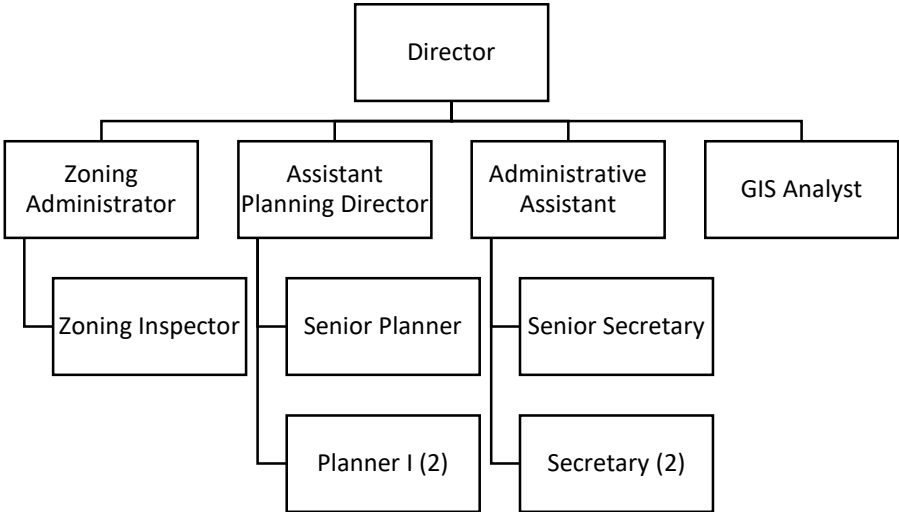 Director
Zoning
Administrator
Assistant
Planning Director
Administrative
Assistant
GIS Analyst
Zoning Inspector
Senior Planner
Senior Secretary
Planner I (2)
Secretary (2)